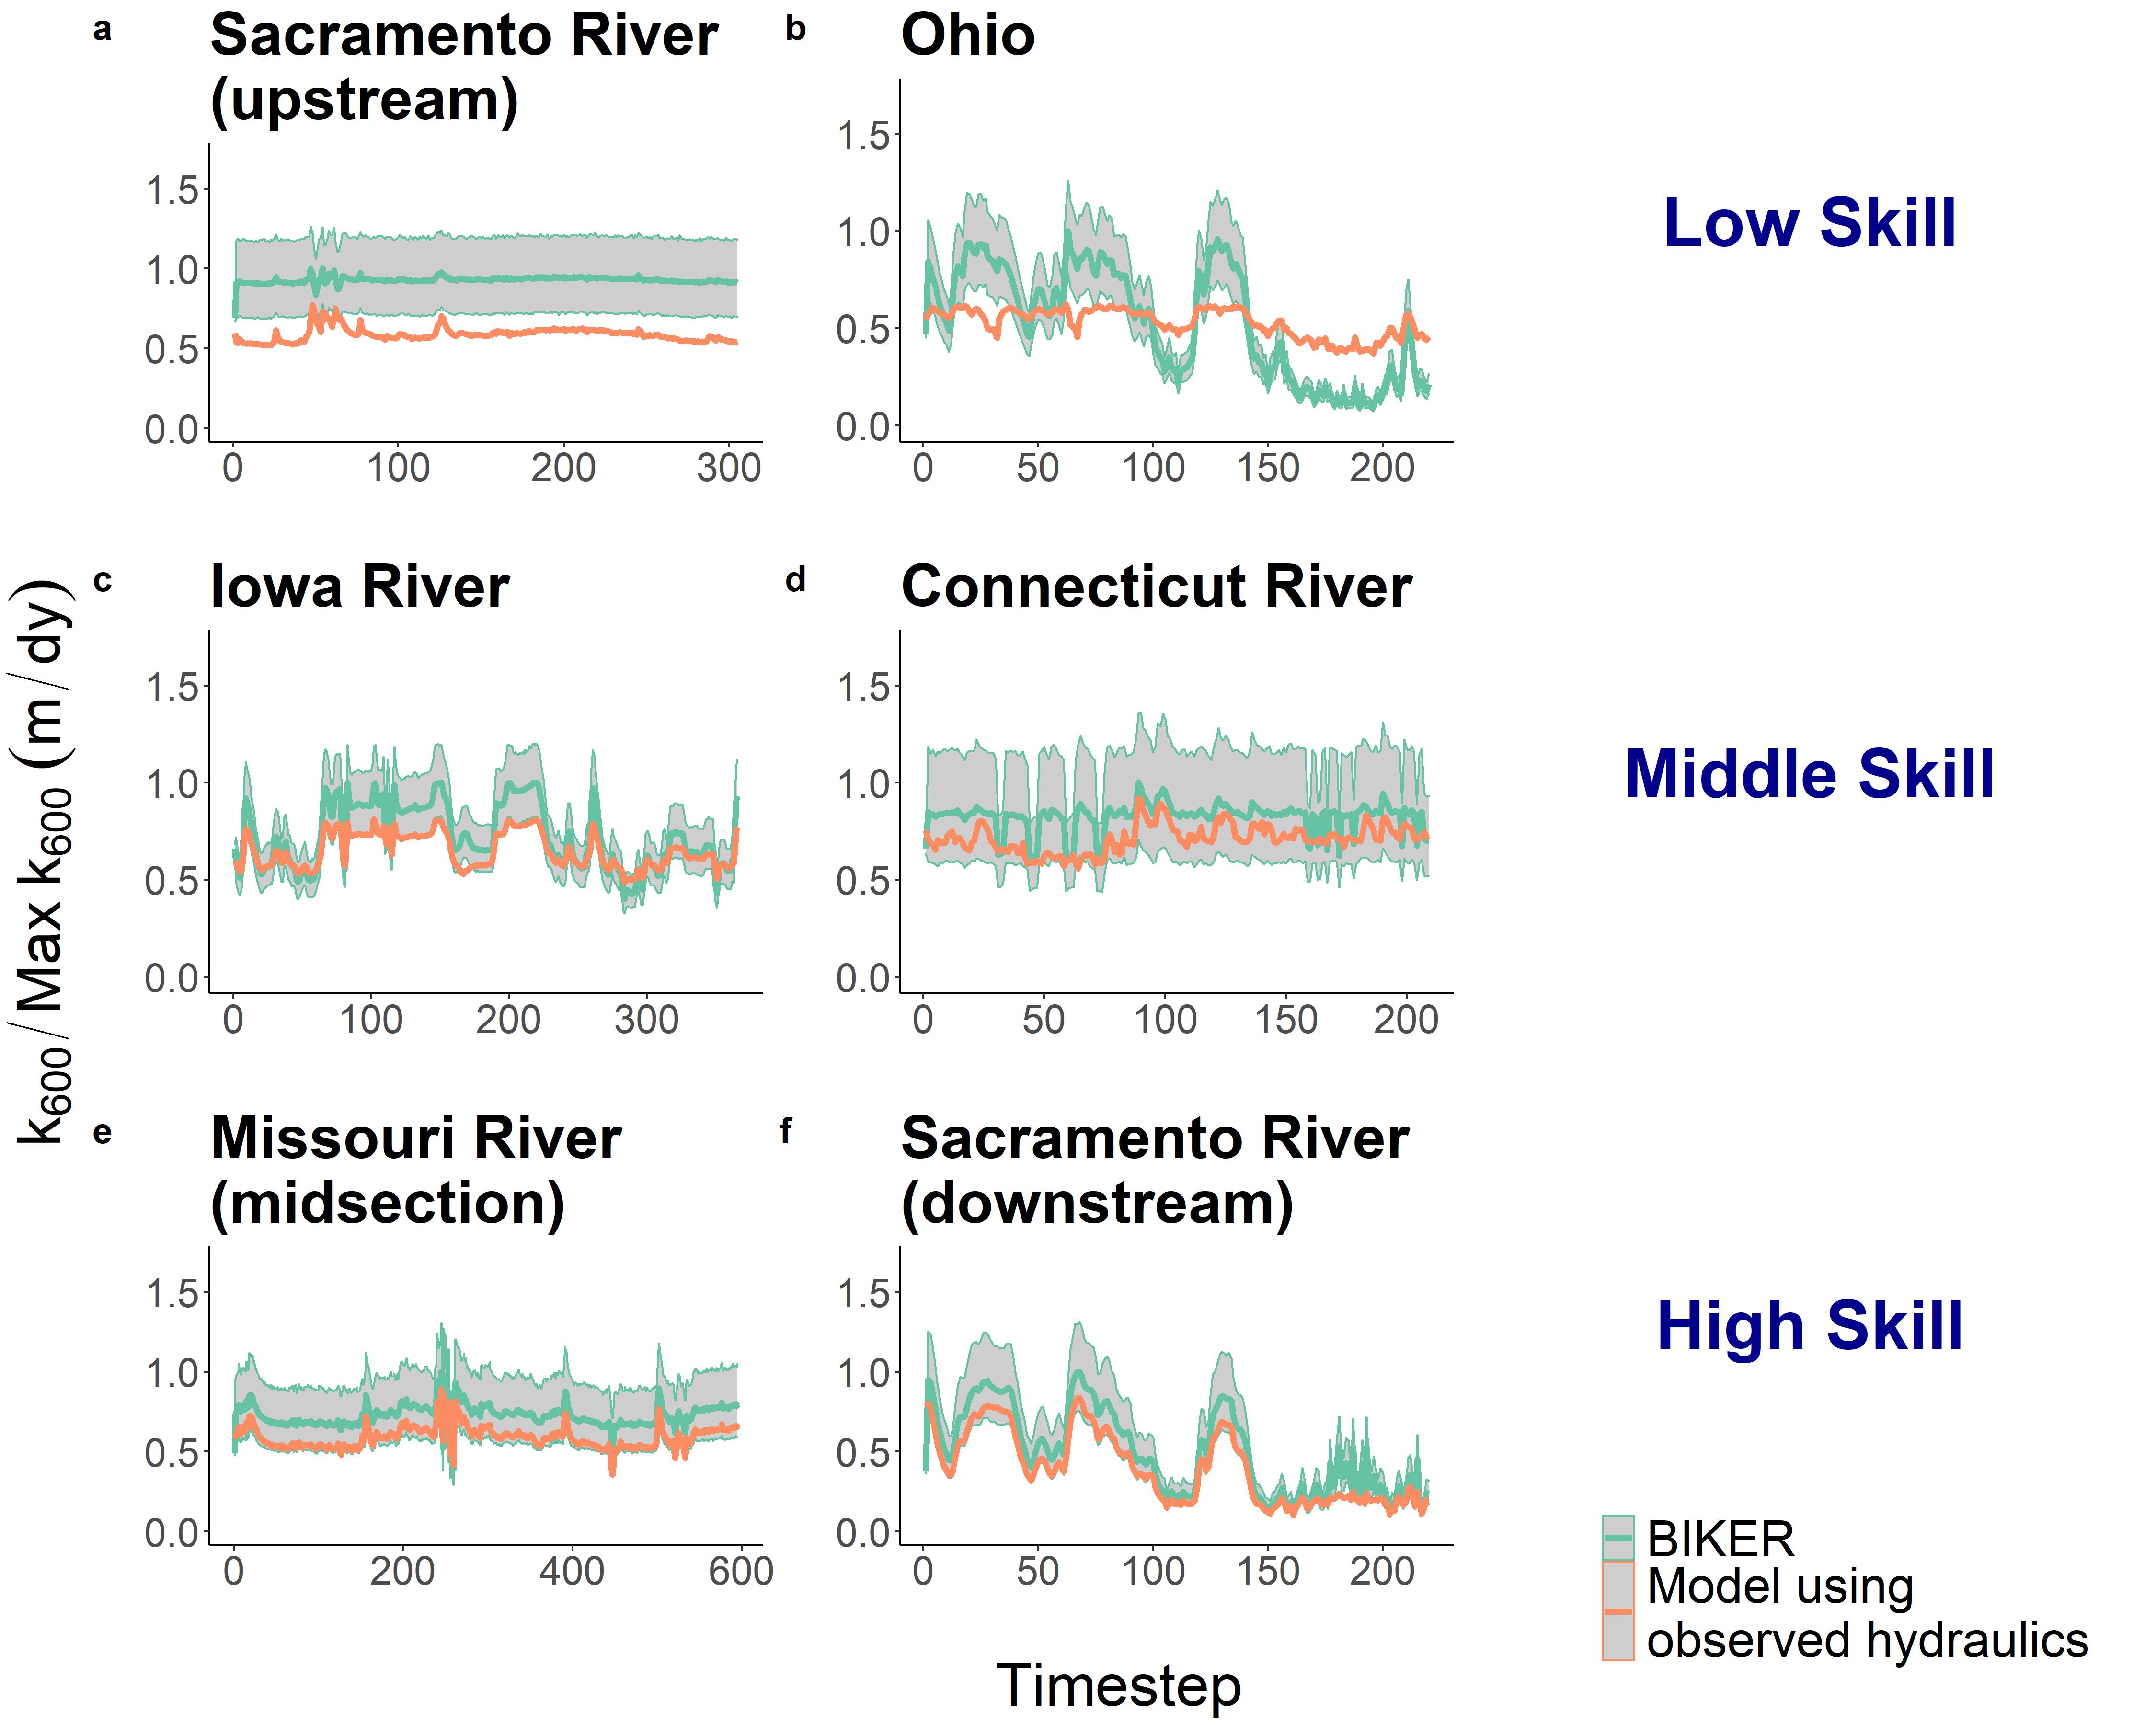 a
Sacramento River
(upstream)
1.5
1.0
0.5
0.0
0 100 200 300
b
Ohio
1.5
1.0
0.5
0.0
0 50 100 150 200
Low Skill
k600/Max k600 (m/dy)
c
Iowa River
1.5
1.0
0.5
0.0
0 100 200 300
d
Connecticut River
1.5
1.0
0.5
0.0
0 50 100 150 200
Middle Skill
e
Missouri River
(midsection)
1.5
1.0
0.5
0.0
0 200 400 600
f
Sacramento River
(downstream)
1.5
1.0
0.5
0.0
0 50 100 150 200
High Skill
BIKER
Model using
observed hydraulics
Timestep